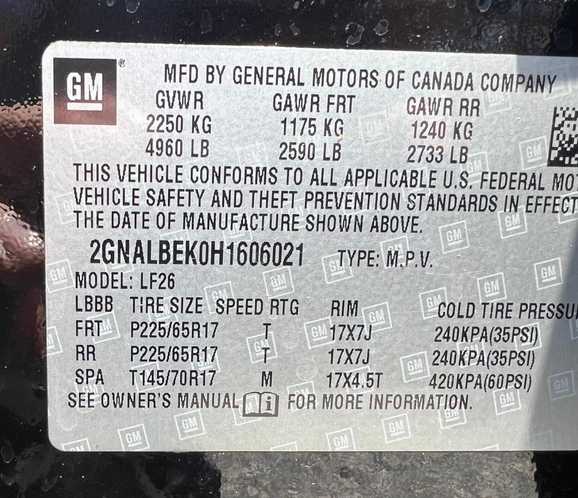 GM
MFD BY GENERAL MOTORS OF CANADA COMPANY
GVWR GAWR FRT GAWR RR
2250 KG 1175 KG 1240 KG
4960 LB 2590 LB 2733 LB
THIS VEHICLE CONFORMS TO ALL APPLICABLE U.S. FEDERAL MO
VEHICLE SAFETY AND THEFT PREVENTION STANDARDS IN EFFECT
THE DATE OF MANUFACTURE SHOWN ABOVE.
2GNALBEK0H1606021 TYPE: M.P.V.
MODEL: LF26
LBBB TIRE SIZE SPEED RTG RIM COLD TIRE PRESSU
FRT P225/65R17 T 17X7J 240KPA(35PSI)
RR P225/65R17 T 17X7J 240KPA(35PSI)
SPA T145/70R17 M 17X4.5T 420KPA(60PSI)
SEE OWNER'S MANUAL FOR MORE INFORMATION.